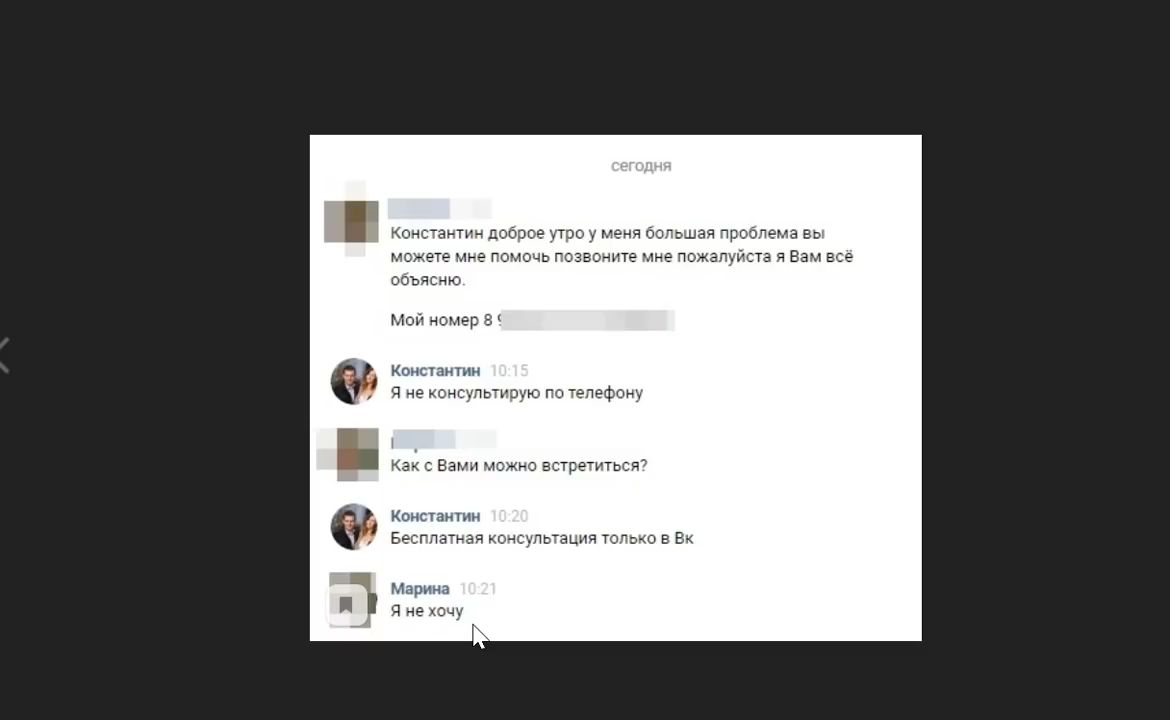 сегодня
Константин доброе утро у меня большая проблема вы
можете мне помочь позвоните мне пожалуйста я Вам всё
объясню.
Мой номер 8 9
Константин 10:15
Я не консультирую по телефону
Как с Вами можно встретиться?
Константин 10:20
Бесплатная консультация только в Вк
Марина 10:21
Я не хочу